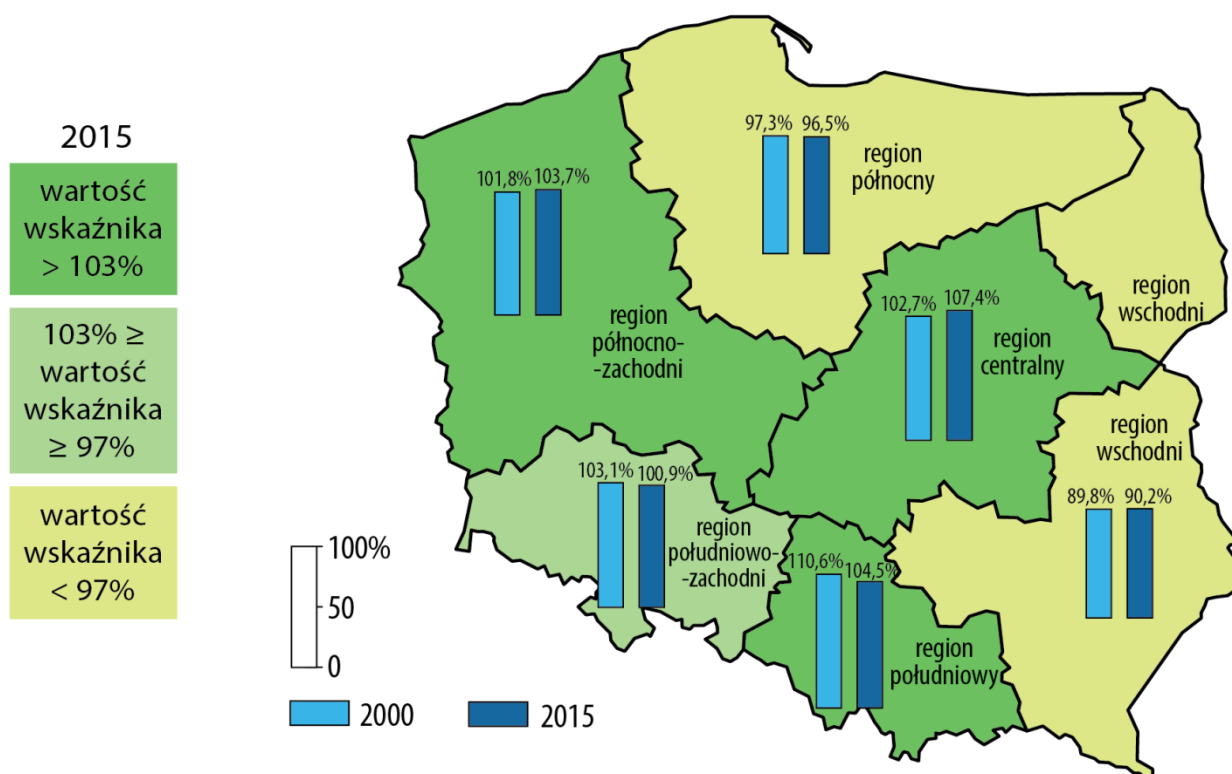 2015
wartość
wskaźnika
> 103%
103% ≥
wartość
wskaźnika
≥ 97%
wartość
wskaźnika
< 97%
97,3% 96,5%
region
północny
101,8% 103,7%
region
północno-
-zachodni
102,7% 107,4%
region
centralny
region
wschodni
region
wschodni
89,8% 90,2%
103,1% 100,9%
region
południowo-
-zachodni
110,6% 104,5%
region
południowy
100%
50
0
2000 2015